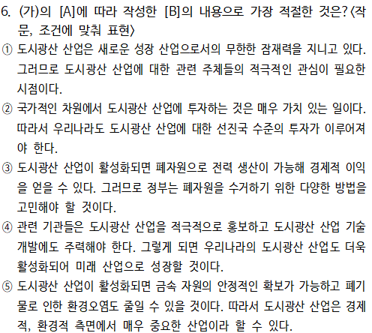 6. (가)의 [A]에 따라 작성한 [B]의 내용으로 가장 적절한 것은?<작
문, 조건에 맞춰 표현>
① 도시광산 산업은 새로운 성장 산업으로서의 무한한 잠재력을 지니고 있다.
그러므로 도시광산 산업에 대한 관련 주체들의 적극적인 관심이 필요한
시점이다.
② 국가적인 차원에서 도시광산 산업에 투자하는 것은 매우 가치 있는 일이다.
따라서 우리나라도 도시광산 산업에 대한 선진국 수준의 투자가 이루어져
야 한다.
③ 도시광산 산업이 활성화되면 폐자원으로 전력 생산이 가능해 경제적 이익
을 얻을 수 있다. 그러므로 정부는 폐자원을 수거하기 위한 다양한 방법을
고민해야 할 것이다.
④ 관련 기관들은 도시광산 산업을 적극적으로 홍보하고 도시광산 산업 기술
개발에도 주력해야 한다. 그렇게 되면 우리나라의 도시광산 산업도 더욱
활성화되어 미래 산업으로 성장할 것이다.
⑤ 도시광산 산업이 활성화되면 금속 자원의 안정적인 확보가 가능하고 폐기
물로 인한 환경오염도 줄일 수 있을 것이다. 따라서 도시광산 산업은 경제
적, 환경적 측면에서 매우 중요한 산업이라 할 수 있다.